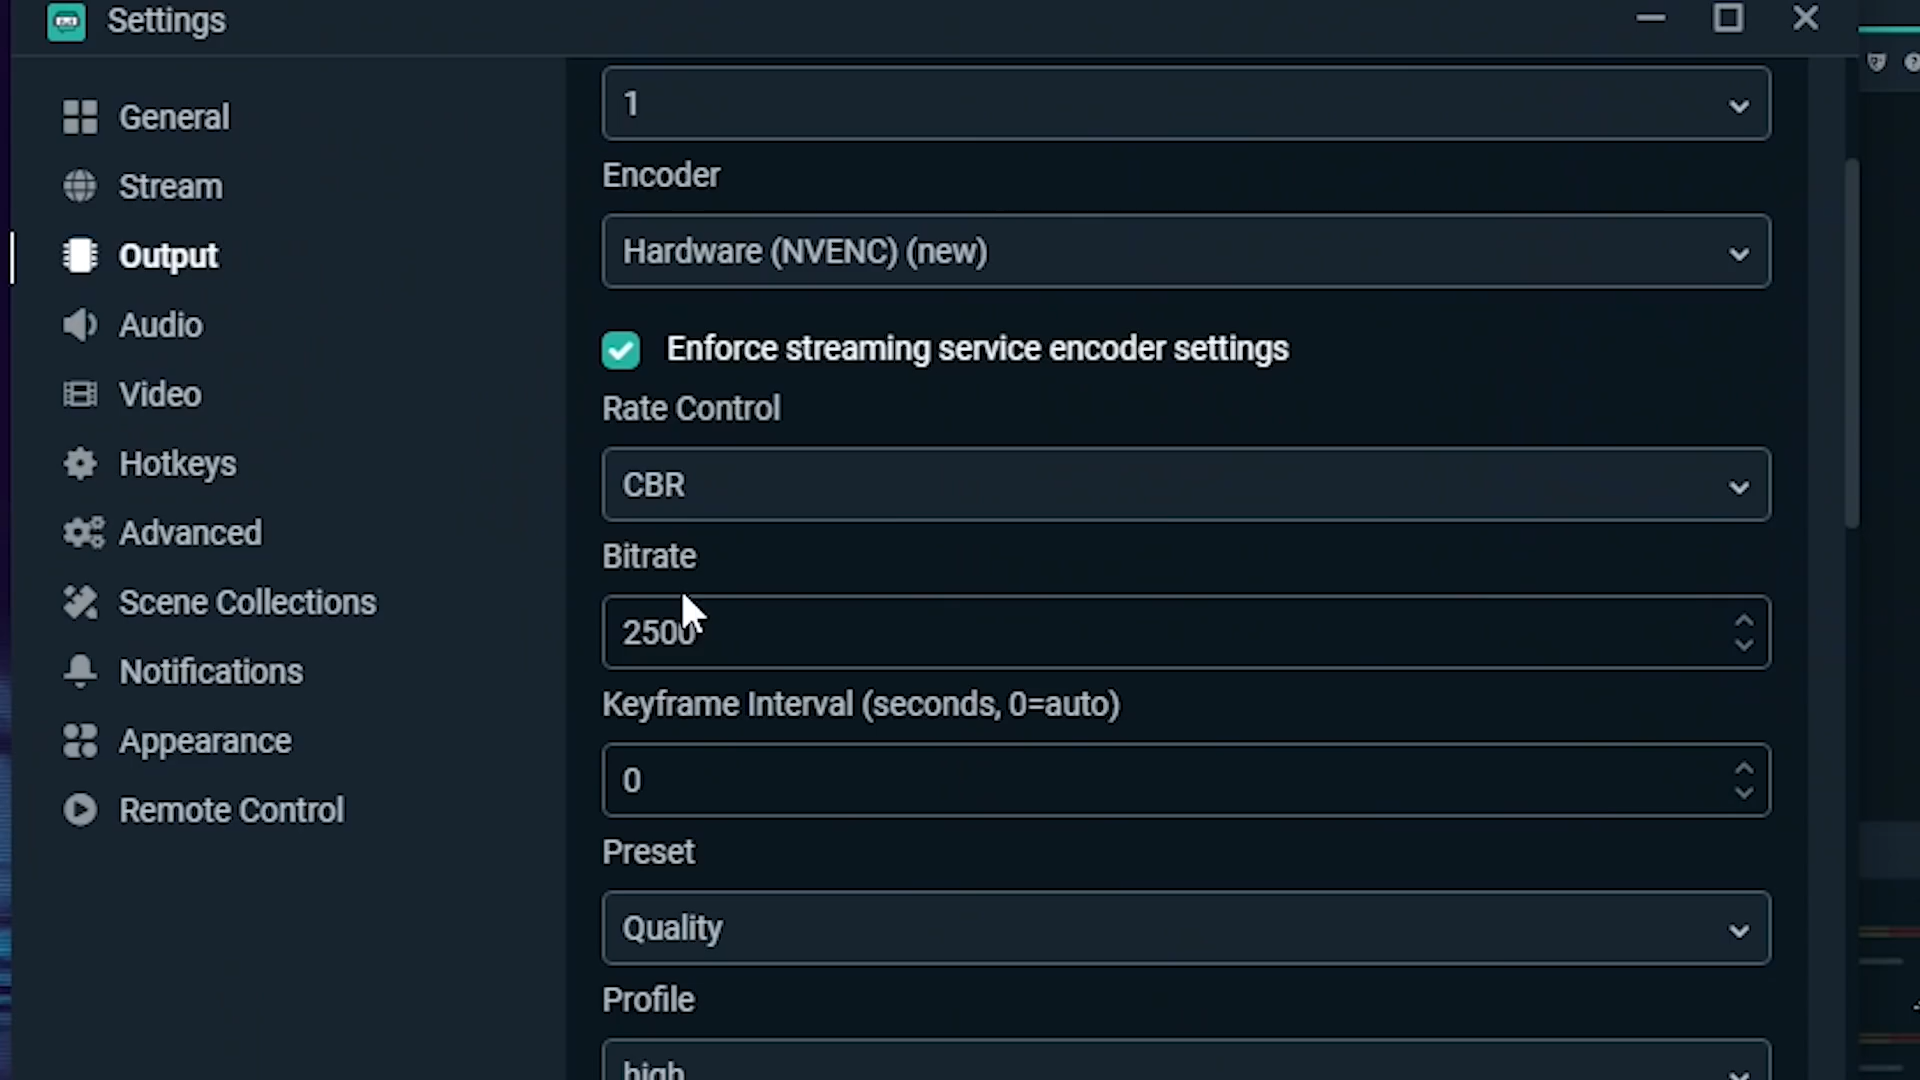 Settings
General
Stream
Output
Audio
Video
Hotkeys
Advanced
Scene Collections
Notifications
Appearance
Remote Control
1
Encoder
Hardware (NVENC) (new)
Enforce streaming service encoder settings
Rate Control
CBR
Bitrate
2500
Keyframe Interval (seconds, 0=auto)
0
Preset
Quality
Profile
high